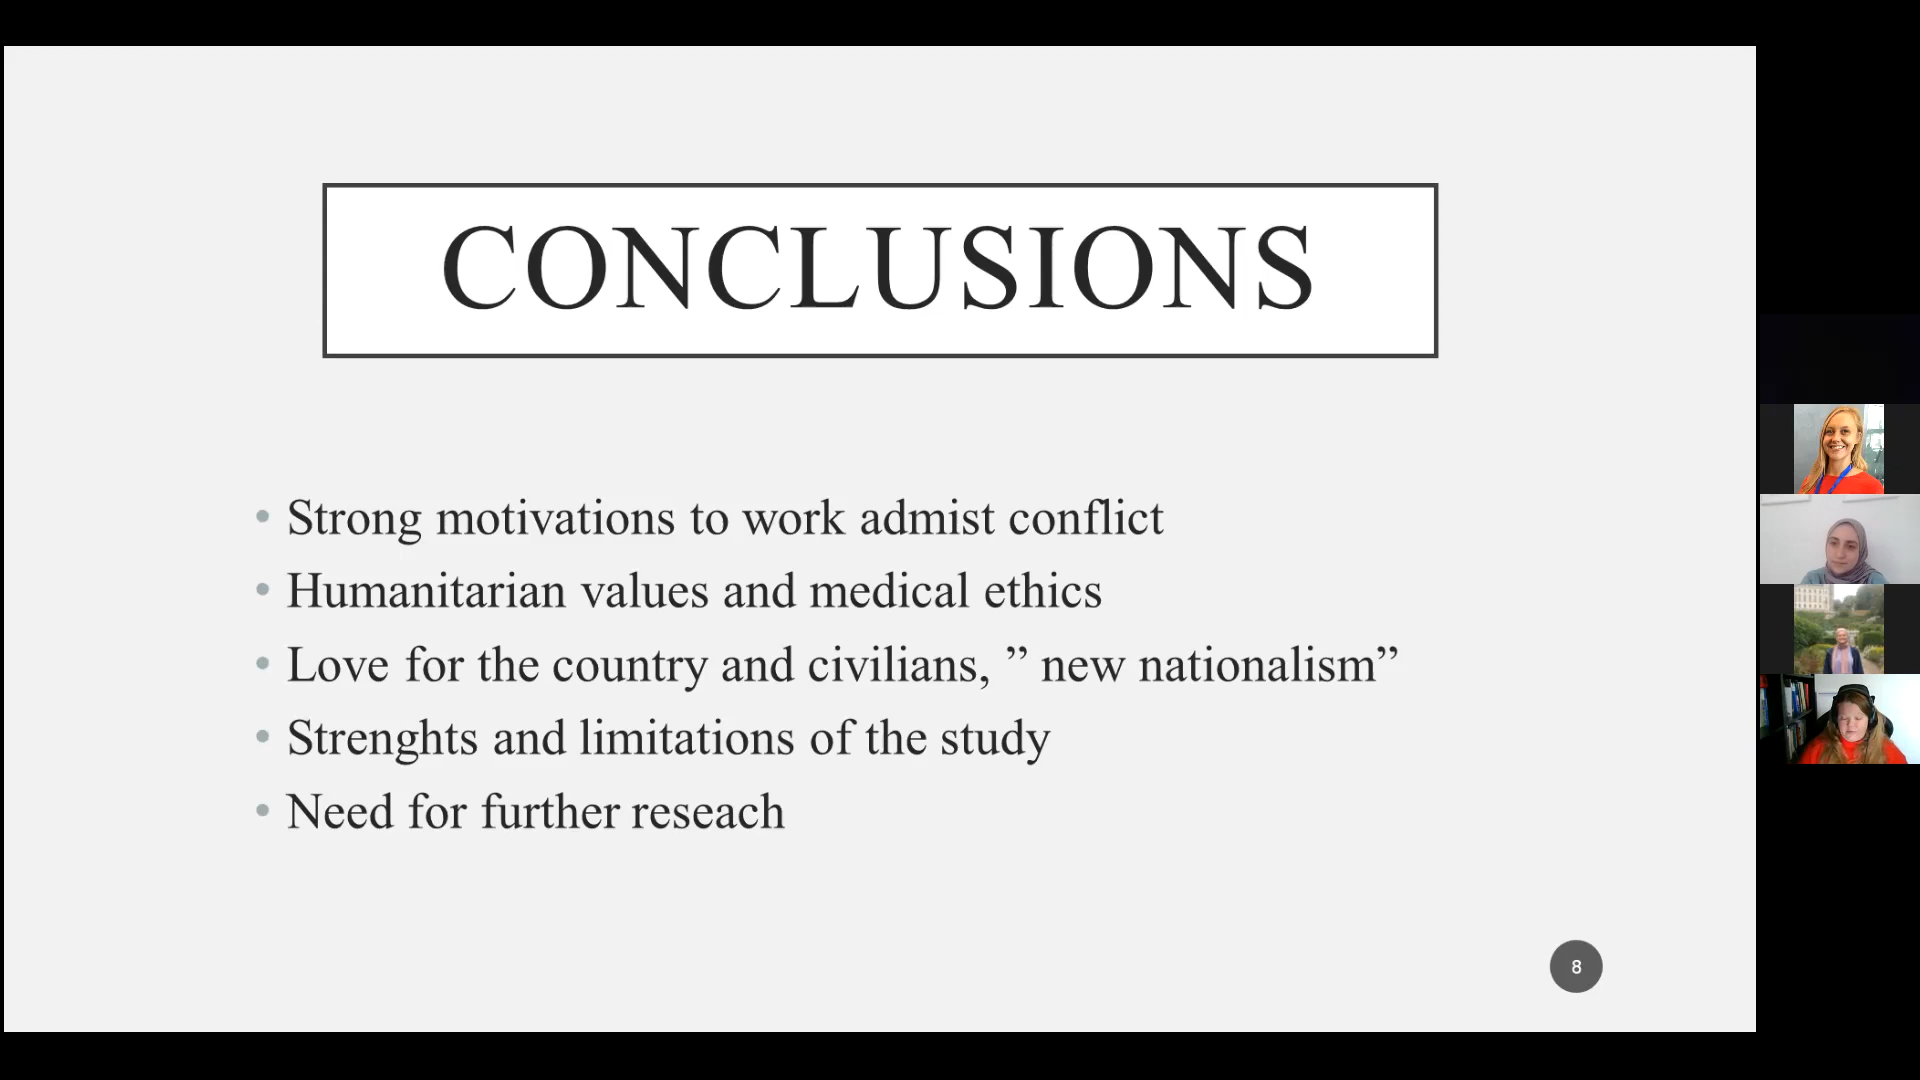 CONCLUSIONS
• Strong motivations to work admist conflict
• Humanitarian values and medical ethics
• Love for the country and civilians, ” new nationalism”
• Strenghts and limitations of the study
• Need for further reseach
8